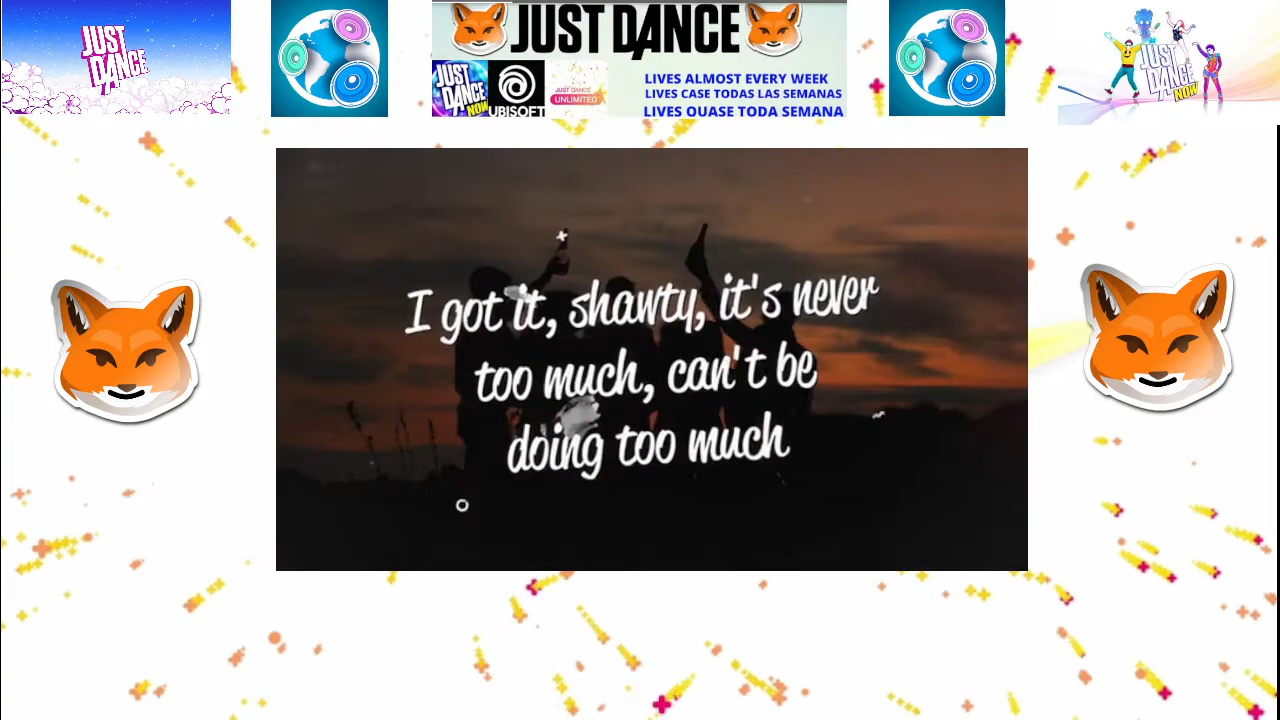 JUST
DANCE
JUST DANCE
JUST
DANCE
NOW
UBISOFT
JUST DANCE
UNLIMITED
LIVES ALMOST EVERY WEEK
LIVES CASE TODAS LAS SEMANAS
LIVES QUASE TODA SEMANA
JUST
DANCE
NOW
I got it, shawty, it's never
too much, can't be
doing too much